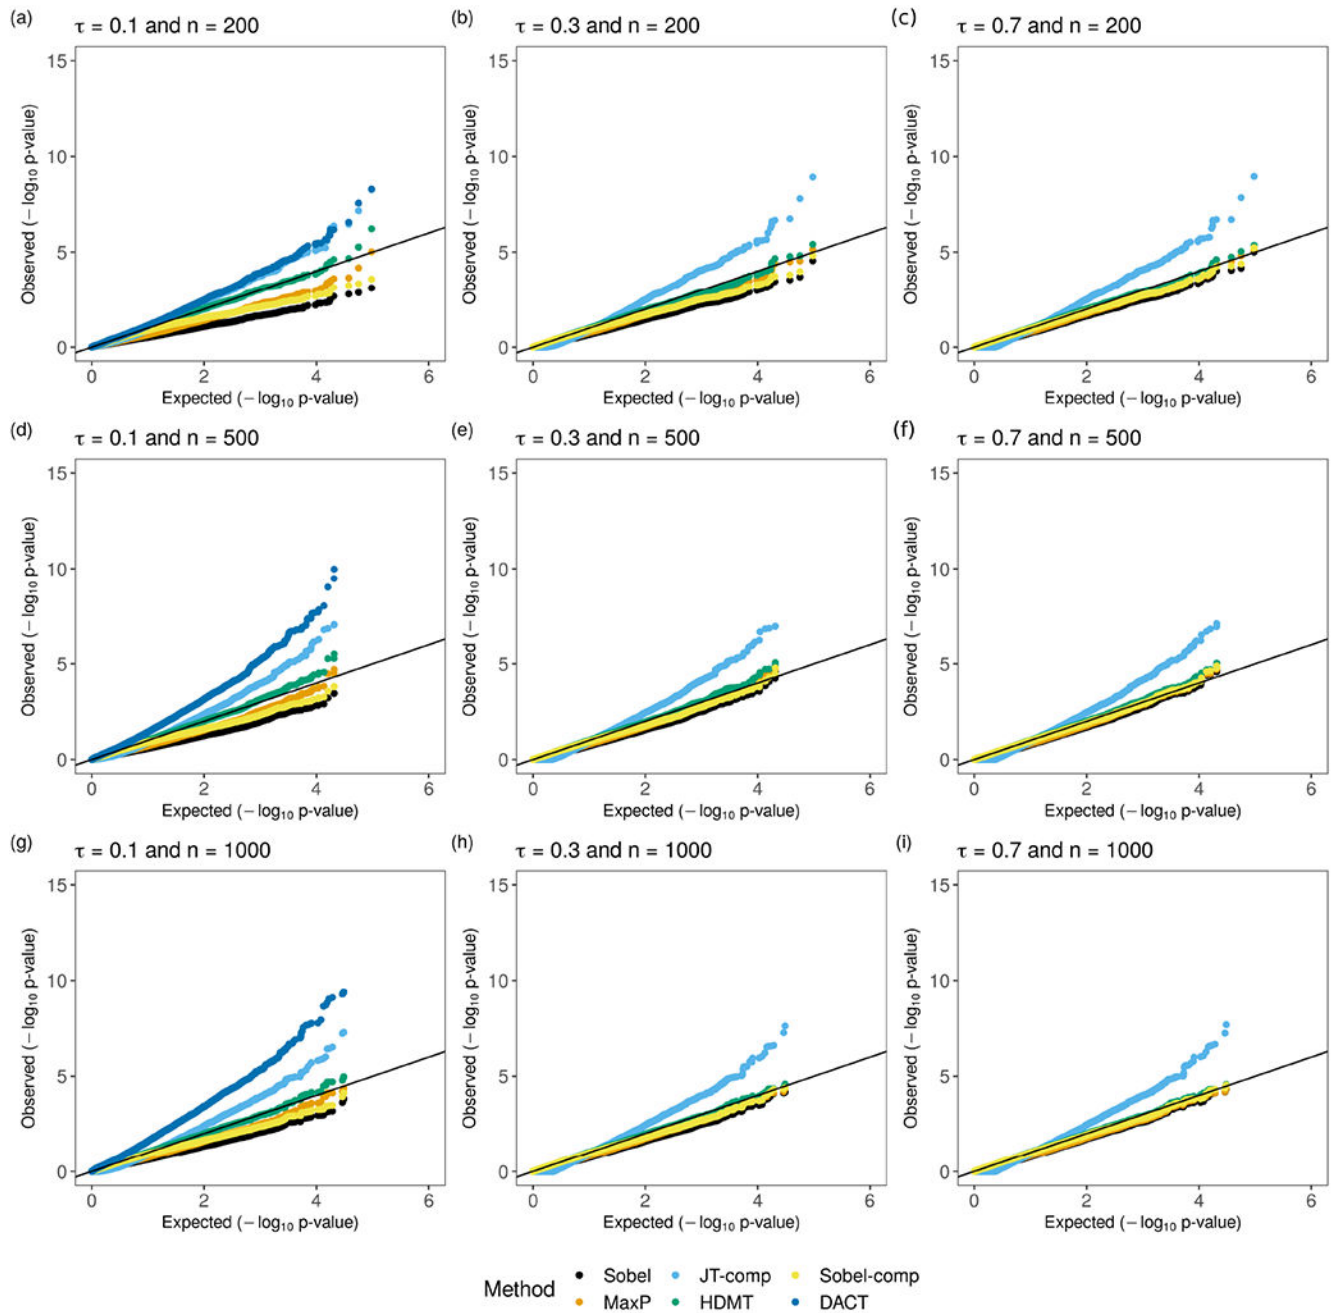 (a) τ = 0.1 and n = 200
(b) τ = 0.3 and n = 200
(c) τ = 0.7 and n = 200
15
10
5
0
Observed (− log10 p-value)
0 2 4 6
Expected (− log10 p-value)
15
10
5
0
Observed (− log10 p-value)
0 2 4 6
Expected (− log10 p-value)
15
10
5
0
Observed (− log10 p-value)
0 2 4 6
Expected (− log10 p-value)
(d) τ = 0.1 and n = 500
(e) τ = 0.3 and n = 500
(f) τ = 0.7 and n = 500
15
10
5
0
Observed (− log10 p-value)
0 2 4 6
Expected (− log10 p-value)
15
10
5
0
Observed (− log10 p-value)
0 2 4 6
Expected (− log10 p-value)
15
10
5
0
Observed (− log10 p-value)
0 2 4 6
Expected (− log10 p-value)
(g) τ = 0.1 and n = 1000
(h) τ = 0.3 and n = 1000
(i) τ = 0.7 and n = 1000
15
10
5
0
Observed (− log10 p-value)
0 2 4 6
Expected (− log10 p-value)
15
10
5
0
Observed (− log10 p-value)
0 2 4 6
Expected (− log10 p-value)
15
10
5
0
Observed (− log10 p-value)
0 2 4 6
Expected (− log10 p-value)
Method
Sobel JT-comp Sobel-comp
MaxP HDMT DACT